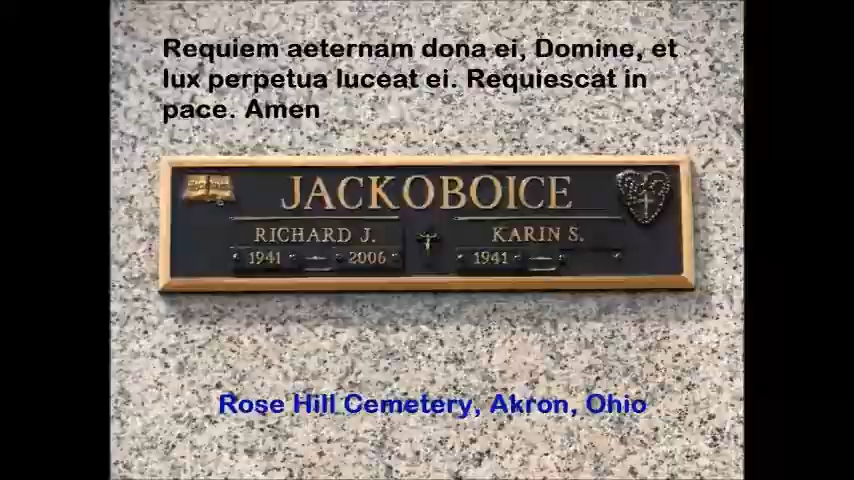 Requiem aeternam dona ei, Domine, et
lux perpetua luceat ei. Requiescat in
pace. Amen
JACKOBOICE
RICHARD J. KARIN S.
1941 2006 1941
Rose Hill Cemetery, Akron, Ohio